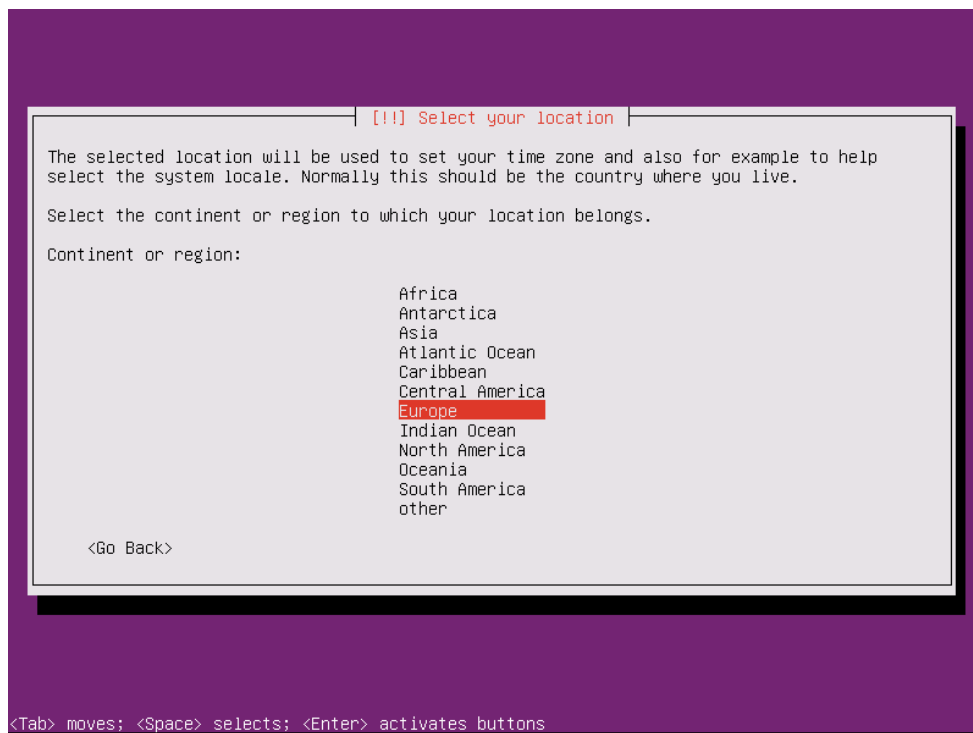 [!!] Select your location
The selected location will be used to set your time zone and also for example to help
select the system locale. Normally this should be the country where you live.
Select the continent or region to which your location belongs.
Continent or region:
Africa
Antarctica
Asia
Atlantic Ocean
Caribbean
Central America
Europe
Indian Ocean
North America
Oceania
South America
other
<Go Back>
<Tab> moves; <Space> selects; <Enter> activates buttons